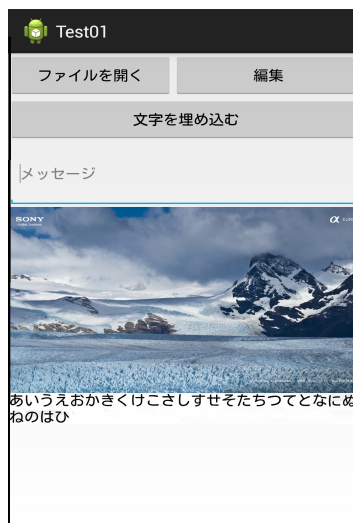 Test01
ファイルを開く
編集
文字を埋め込む
メッセージ
SONY
α
あいうえおかきくけこさしすせそたちつてとなにぬ
ねのはひ